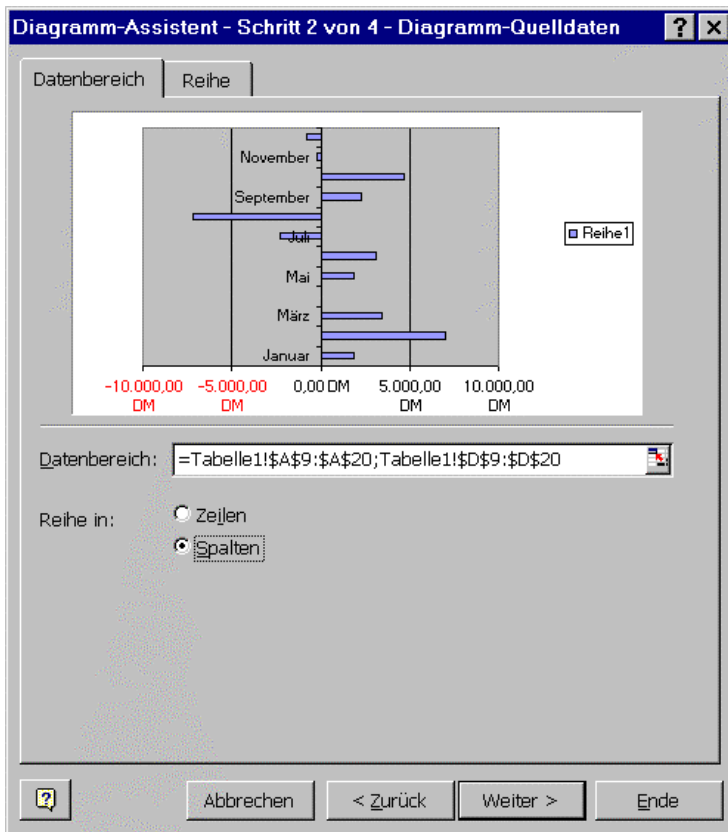 Diagramm-Assistent - Schritt 2 von 4 - Diagramm-Quelldaten
Datenbereich
Reihe
November
September
Juli
Mai
März
Januar
Reihe1
-10.000,00 DM
-5.000,00 DM
0,00 DM
5.000,00 DM
10.000,00 DM
Datenbereich:
=Tabelle1!$A$9:$A$20;Tabelle1!$D$9:$D$20
Reihe in:
Zeilen
Spalten
Abbrechen
< Zurück
Weiter >
Ende